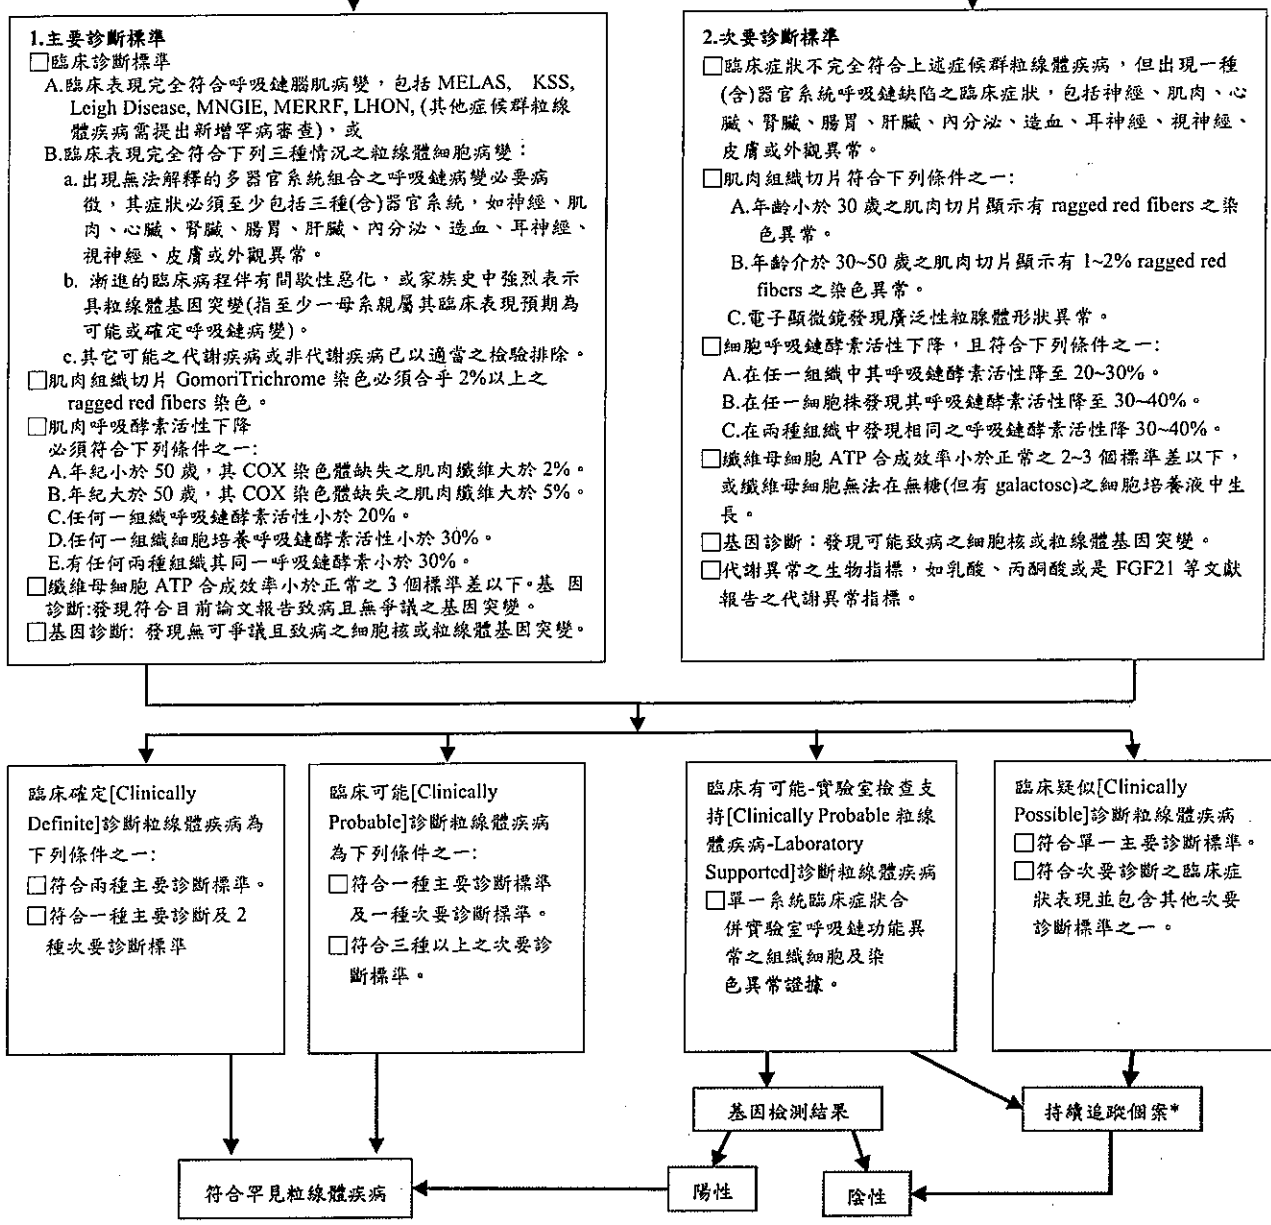 1.主要診斷標準
□臨床診斷標準
A.臨床表現完全符合呼吸鏈腦肌病變，包括 MELAS, KSS,
Leigh Disease, MNGIE, MERRF, LHON, (其他症候群粒線
體疾病需提出新增罕病審查)，或
B.臨床表現完全符合下列三種情況之粒線體細胞病變：
a.出現無法解釋的多器官系統組合之呼吸鏈病變必要病
徵，其症狀必須至少包括三種(含)器官系統，如神經、肌
肉、心臟、腎臟、腸胃、肝臟、內分泌、造血、耳神經、
視神經、皮膚或外觀異常。
b. 漸進的臨床病程伴有間歇性惡化，或家族史中強烈表示
具粒線體基因突變(指至少一母系親屬其臨床表現預期為
可能或確定呼吸鏈病變)。
c.其它可能之代謝疾病或非代謝疾病已以適當之檢驗排除。
□肌肉組織切片 GomoriTrichrome 染色必須合乎 2%以上之
ragged red fibers 染色。
□肌肉呼吸酵素活性下降
必須符合下列條件之一:
A.年紀小於 50 歲，其 COX 染色體缺失之肌肉纖維大於 2%。
B.年紀大於 50 歲，其 COX 染色體缺失之肌肉纖維大於 5%。
C.任何一組織呼吸鏈酵素活性小於 20%。
D.任何一組織細胞培養呼吸鏈酵素活性小於 30%。
E.有任何兩種組織其同一呼吸鏈酵素小於 30%。
□纖維母細胞 ATP 合成效率小於正常之 3 個標準差以下。基 因
診斷:發現符合目前論文報告致病且無爭議之基因突變。
□基因診斷: 發現無可爭議且致病之細胞核或粒線體基因突變。
2.次要診斷標準
□臨床症狀不完全符合上述症候群粒線體疾病，但出現一種
(含)器官系統呼吸鏈缺陷之臨床症狀，包括神經、肌肉、心
臟、腎臟、腸胃、肝臟、內分泌、造血、耳神經、視神經、
皮膚或外觀異常。
□肌肉組織切片符合下列條件之一:
A.年齡小於 30 歲之肌肉切片顯示有 ragged red fibers 之染
色異常。
B.年齡介於 30~50 歲之肌肉切片顯示有 1~2% ragged red
fibers 之染色異常。
C.電子顯微鏡發現廣泛性粒腺體形狀異常。
□細胞呼吸鏈酵素活性下降，且符合下列條件之一:
A.在任一組織中其呼吸鏈酵素活性降至 20~30%。
B.在任一細胞株發現其呼吸鏈酵素活性降至 30~40%。
C.在兩種組織中發現相同之呼吸鏈酵素活性降 30~40%。
□纖維母細胞 ATP 合成效率小於正常之 2~3 個標準差以下，
或纖維母細胞無法在無糖(但有 galactose)之細胞培養液中生
長。
□基因診斷：發現可能致病之細胞核或粒線體基因突變。
□代謝異常之生物指標，如乳酸、丙酮酸或是 FGF21 等文獻
報告之代謝異常指標。
臨床確定[Clinically
Definite]診斷粒線體疾病為
下列條件之一:
□符合兩種主要診斷標準。
□符合一種主要診斷及 2
種次要診斷標準
臨床可能[Clinically
Probable]診斷粒線體疾病
為下列條件之一:
□符合一種主要診斷標準
及一種次要診斷標準。
□符合三種以上之次要診
斷標準。
臨床有可能-實驗室檢查支
持[Clinically Probable 粒線
體疾病-Laboratory
Supported]診斷粒線體疾病
□單一系統臨床症狀合
併實驗室呼吸鏈功能異
常之組織細胞及染
色異常證據。
臨床疑似[Clinically
Possible]診斷粒線體疾病
□符合單一主要診斷標準。
□符合次要診斷之臨床症
狀表現並包含其他次要
診斷標準之一。
基因檢測結果
持續追蹤個案*
符合罕見粒線體疾病
陽性
陰性